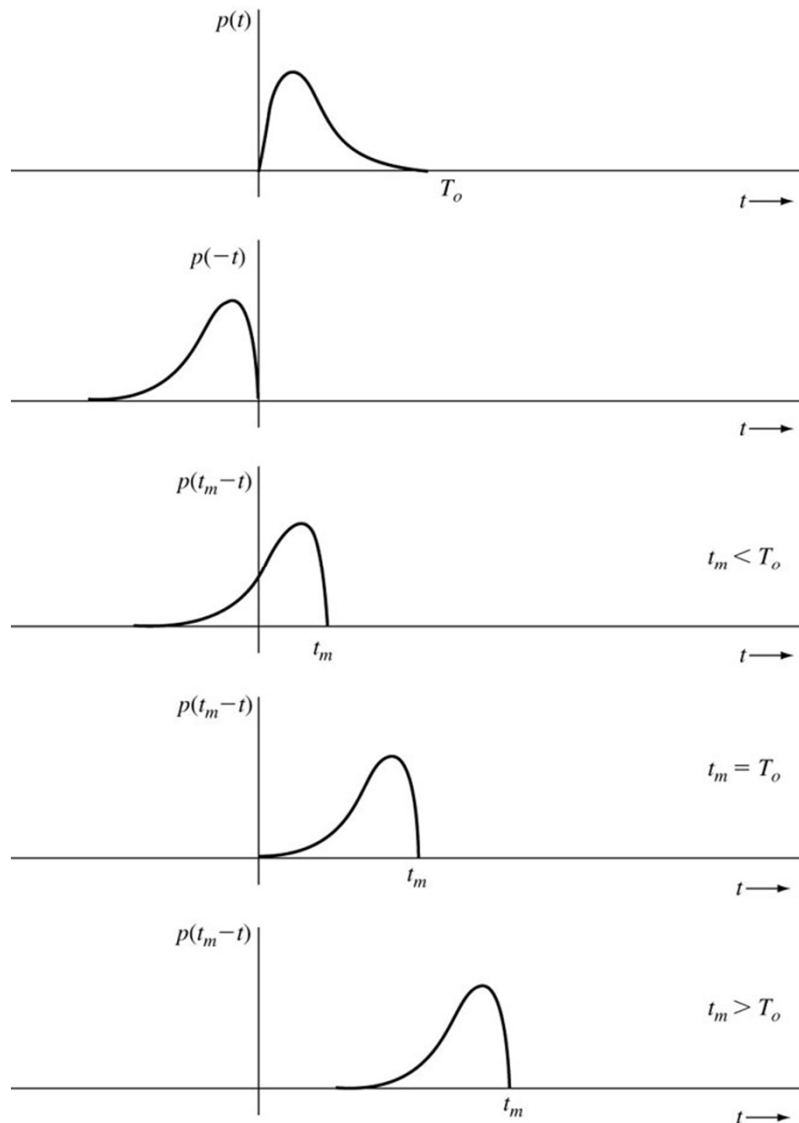 p(t)
T_o
t
p(−t)
t
p(t_m−t)
t_m < T_o
t_m
t
p(t_m−t)
t_m = T_o
t_m
t
p(t_m−t)
t_m > T_o
t_m
t